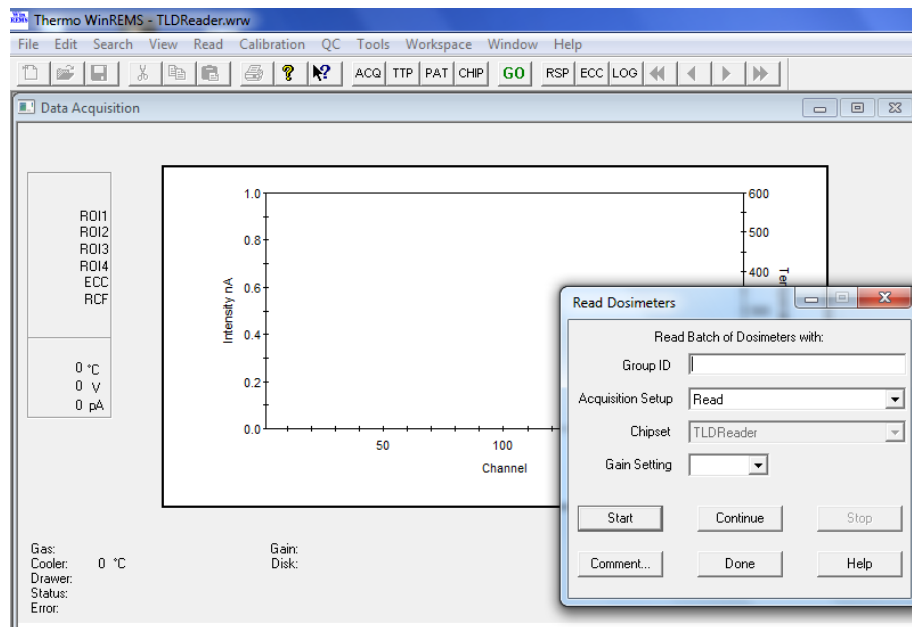 Thermo WinREMS - TLDReader.wrw
File Edit Search View Read Calibration QC Tools Workspace Window Help
ACQ TTP PAT CHIP GO RSP ECC LOG
Data Acquisition
ROI1
ROI2
ROI3
ROI4
ECC
RCF
0 °C
0 V
0 pA
Intensity nA
1.0
0.8
0.6
0.4
0.2
0.0
50 100
Channel
600
500
400
Read Dosimeters
Read Batch of Dosimeters with:
Group ID
Acquisition Setup Read
Chipset TLDReader
Gain Setting
Start Continue Stop
Comment... Done Help
Gas: Gain:
Cooler: 0 °C Disk:
Drawer:
Status:
Error: